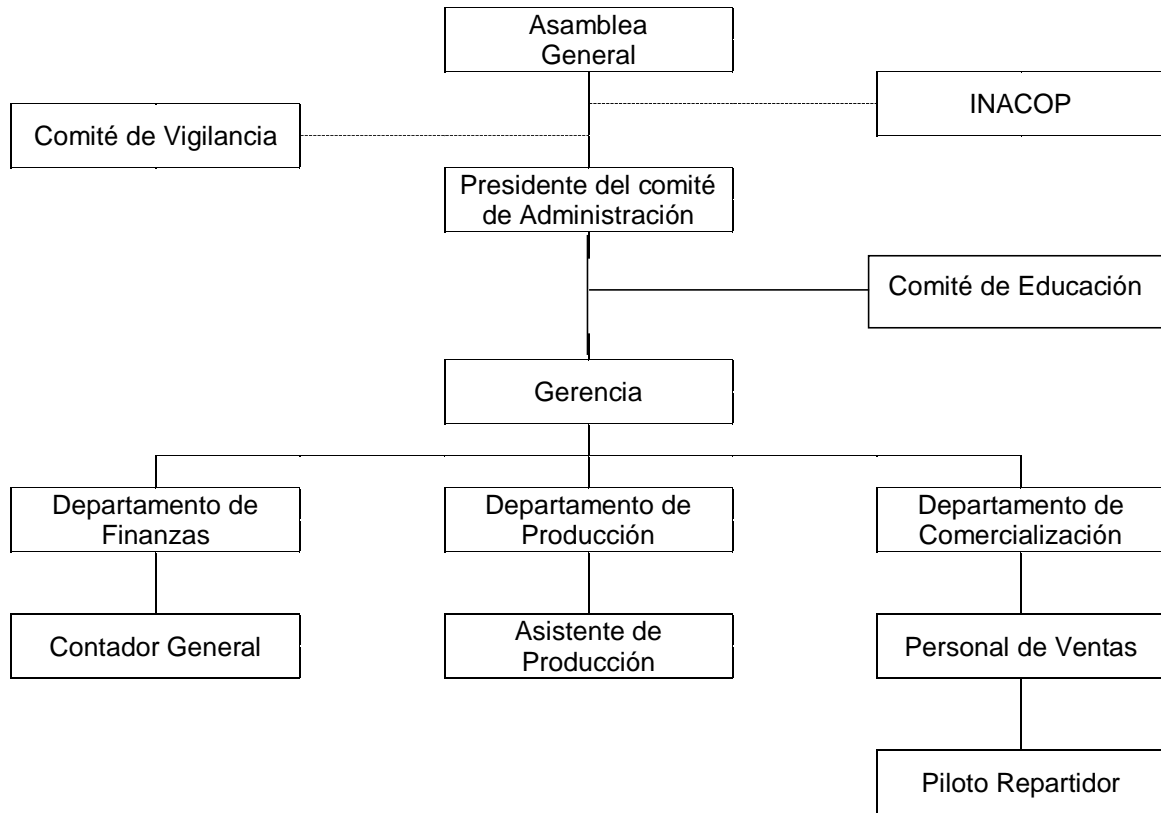 Asamblea
General
INACOP
Comité de Vigilancia
Presidente del comité
de Administración
Comité de Educación
Gerencia
Departamento de
Finanzas
Departamento de
Producción
Departamento de
Comercialización
Contador General
Asistente de
Producción
Personal de Ventas
Piloto Repartidor